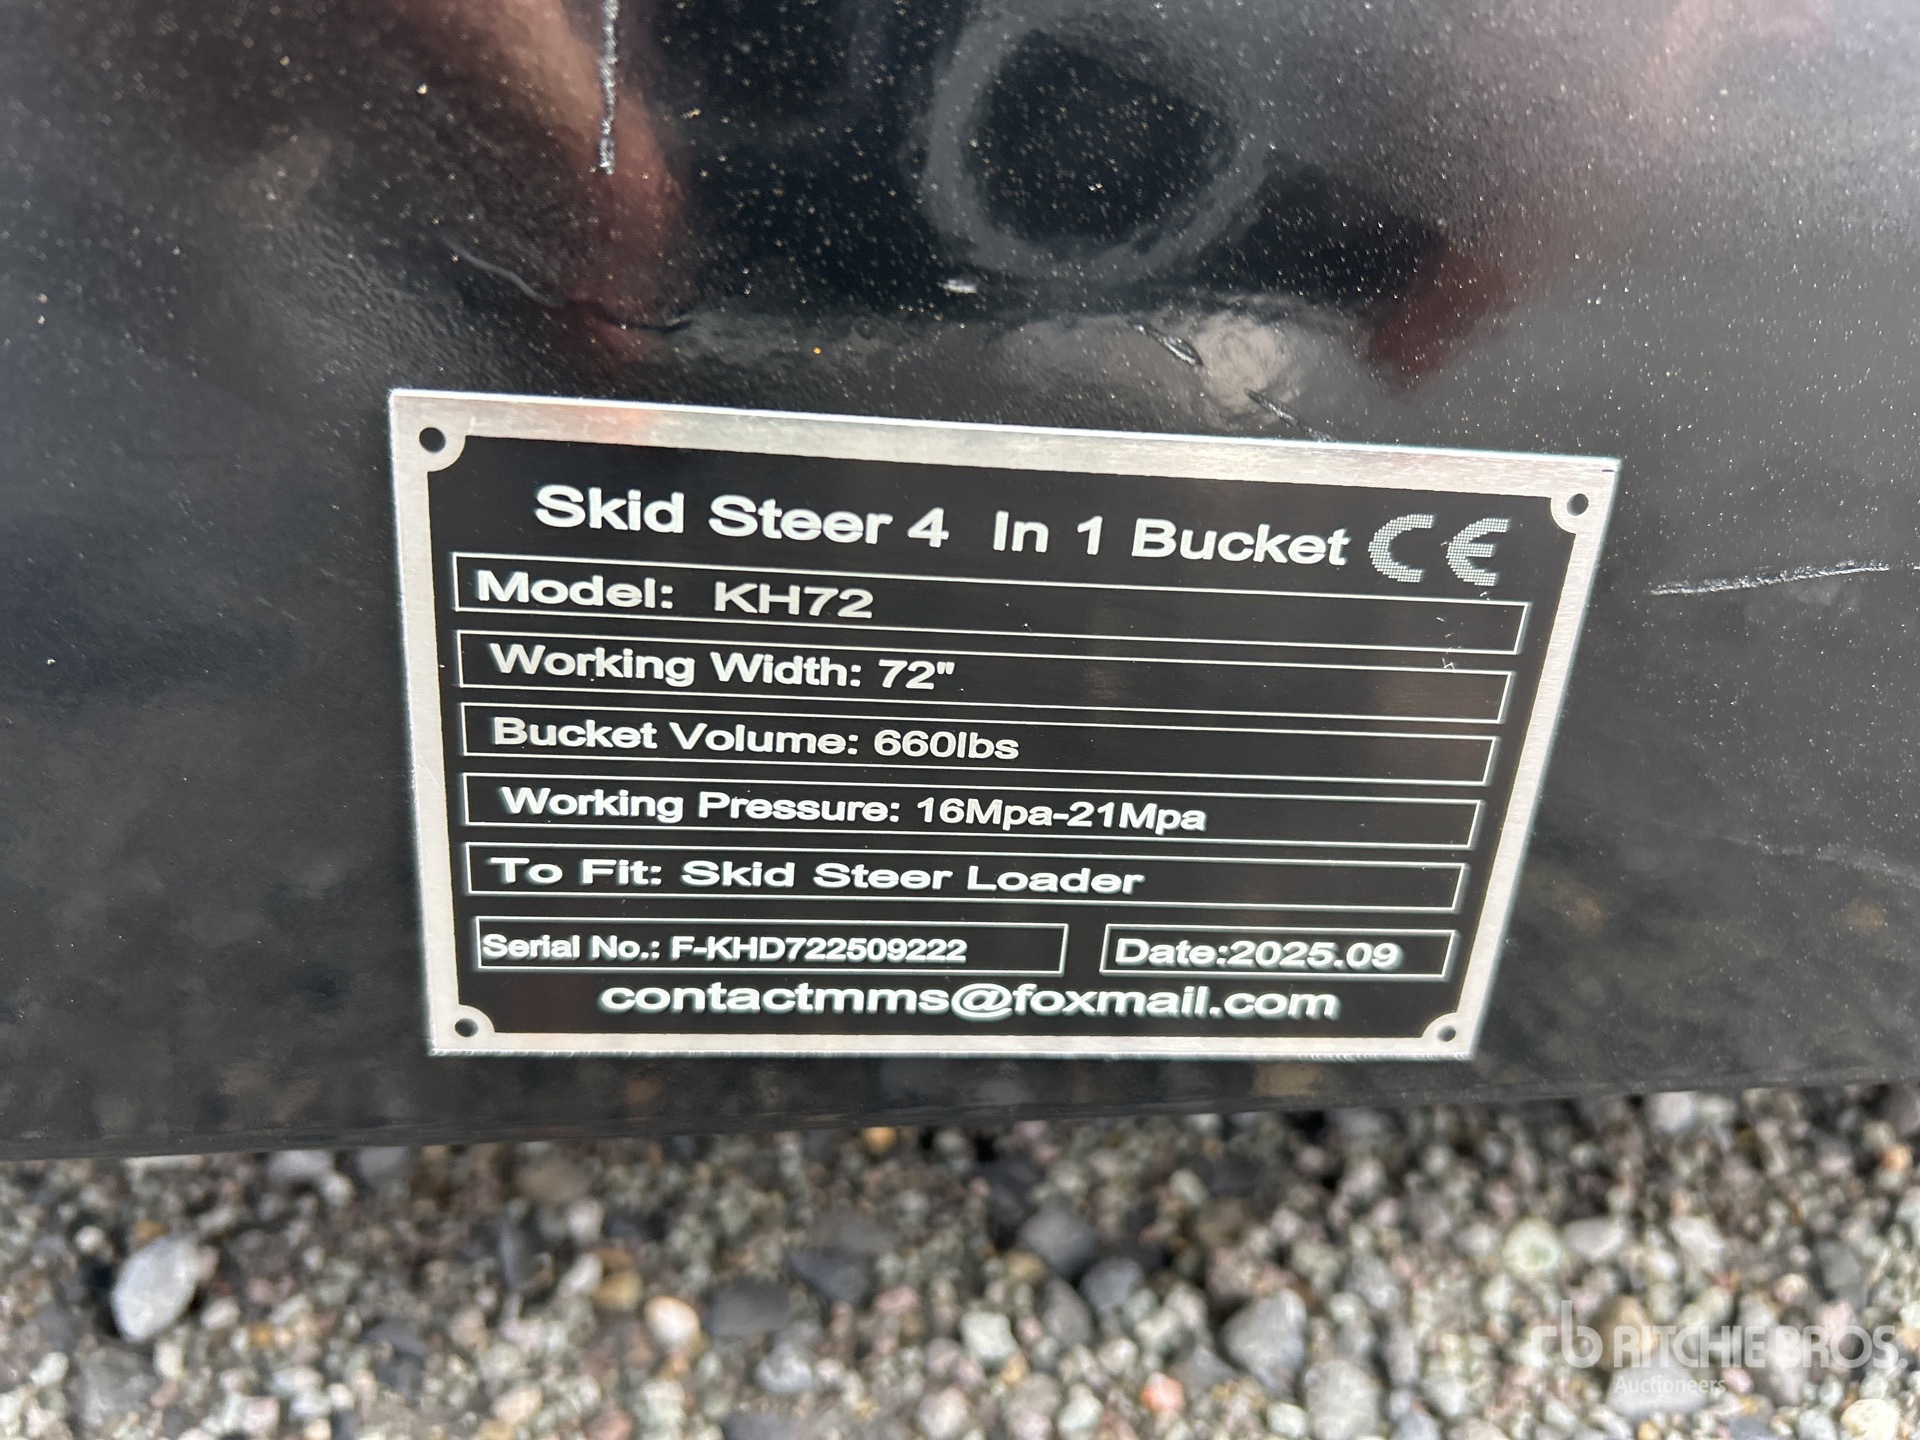 Skid Steer 4 In 1 Bucket CE
Model: KH72
Working Width: 72"
Bucket Volume: 660lbs
Working Pressure: 16Mpa-21Mpa
To Fit: Skid Steer Loader
Serial No.: F-KHD722509222 Date:2025.09
contactmms@foxmail.com
rb RITCHIE BROS.
Auctioneers